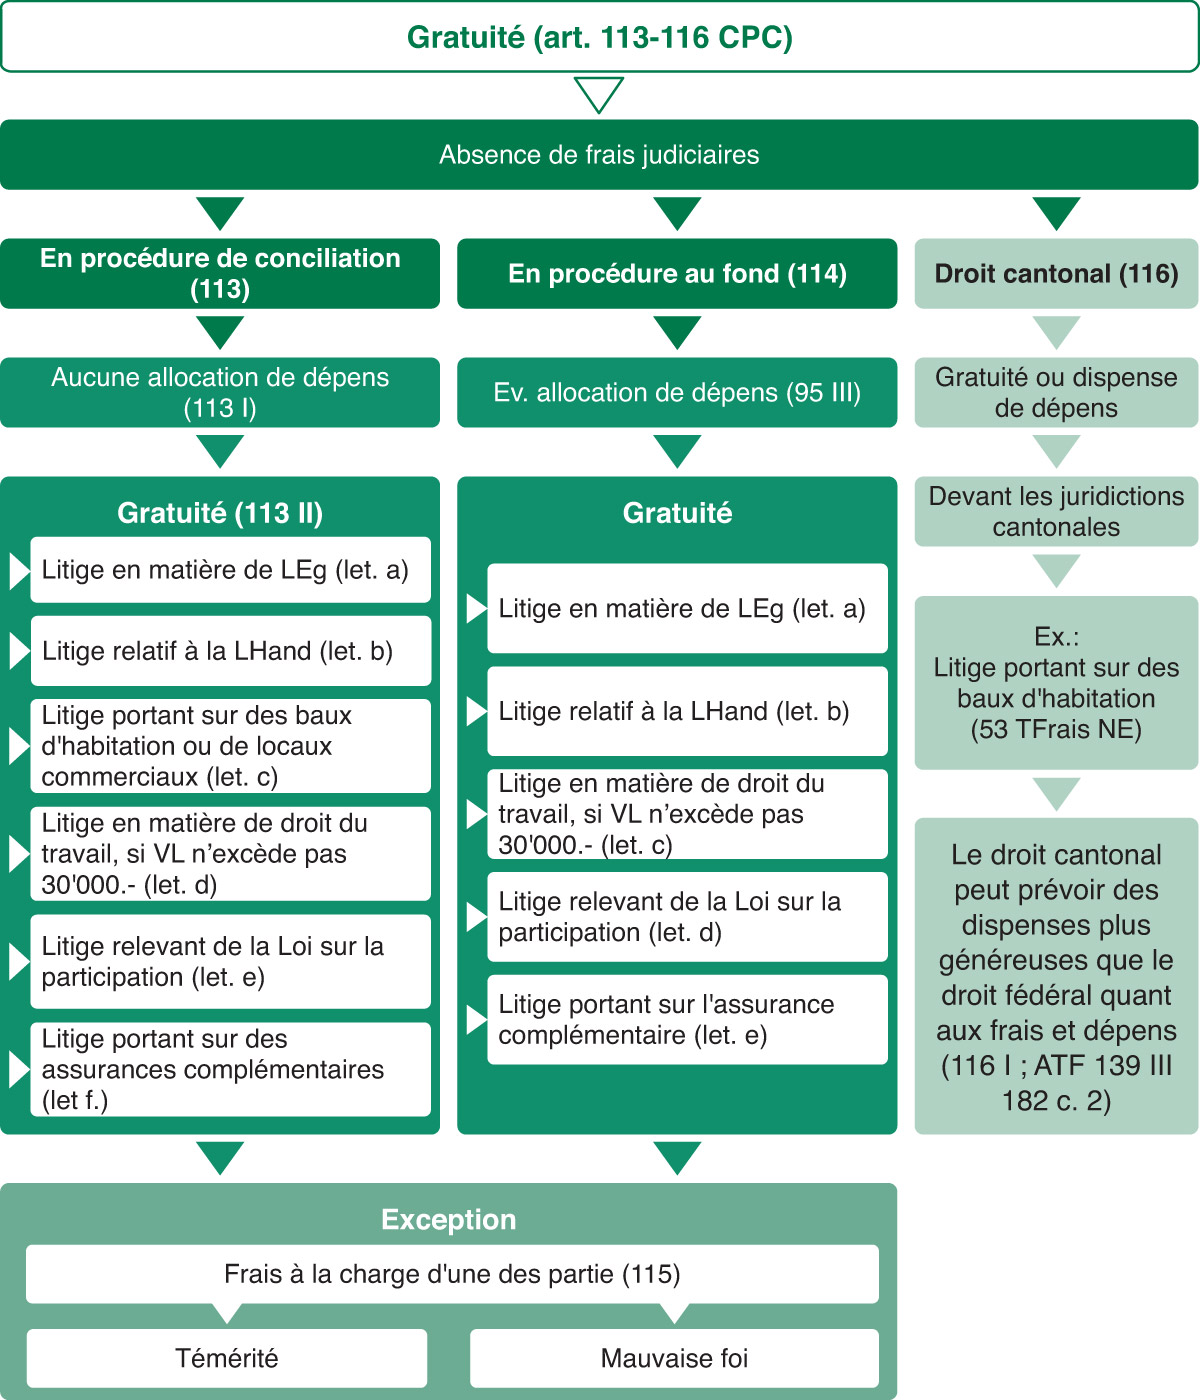 Gratuité (art. 113-116 CPC)
Absence de frais judiciaires
En procédure de conciliation
(113)
Aucune allocation de dépens
(113 I)
Gratuité (113 II)
Litige en matière de LEg (let. a)
Litige relatif à la LHand (let. b)
Litige portant sur des baux
d'habitation ou de locaux
commerciaux (let. c)
Litige en matière de droit du
travail, si VL n’excède pas
30'000.- (let. d)
Litige relevant de la Loi sur la
participation (let. e)
Litige portant sur des
assurances complémentaires
(let f.)
En procédure au fond (114)
Ev. allocation de dépens (95 III)
Gratuité
Litige en matière de LEg (let. a)
Litige relatif à la LHand (let. b)
Litige en matière de droit du
travail, si VL n’excède pas
30'000.- (let. c)
Litige relevant de la Loi sur la
participation (let. d)
Litige portant sur l'assurance
complémentaire (let. e)
Droit cantonal (116)
Gratuité ou dispense
de dépens
Devant les juridictions
cantonales
Ex.:
Litige portant sur des
baux d'habitation
(53 TFrais NE)
Le droit cantonal
peut prévoir des
dispenses plus
généreuses que le
droit fédéral quant
aux frais et dépens
(116 I ; ATF 139 III
182 c. 2)
Exception
Frais à la charge d'une des partie (115)
Témérité
Mauvaise foi